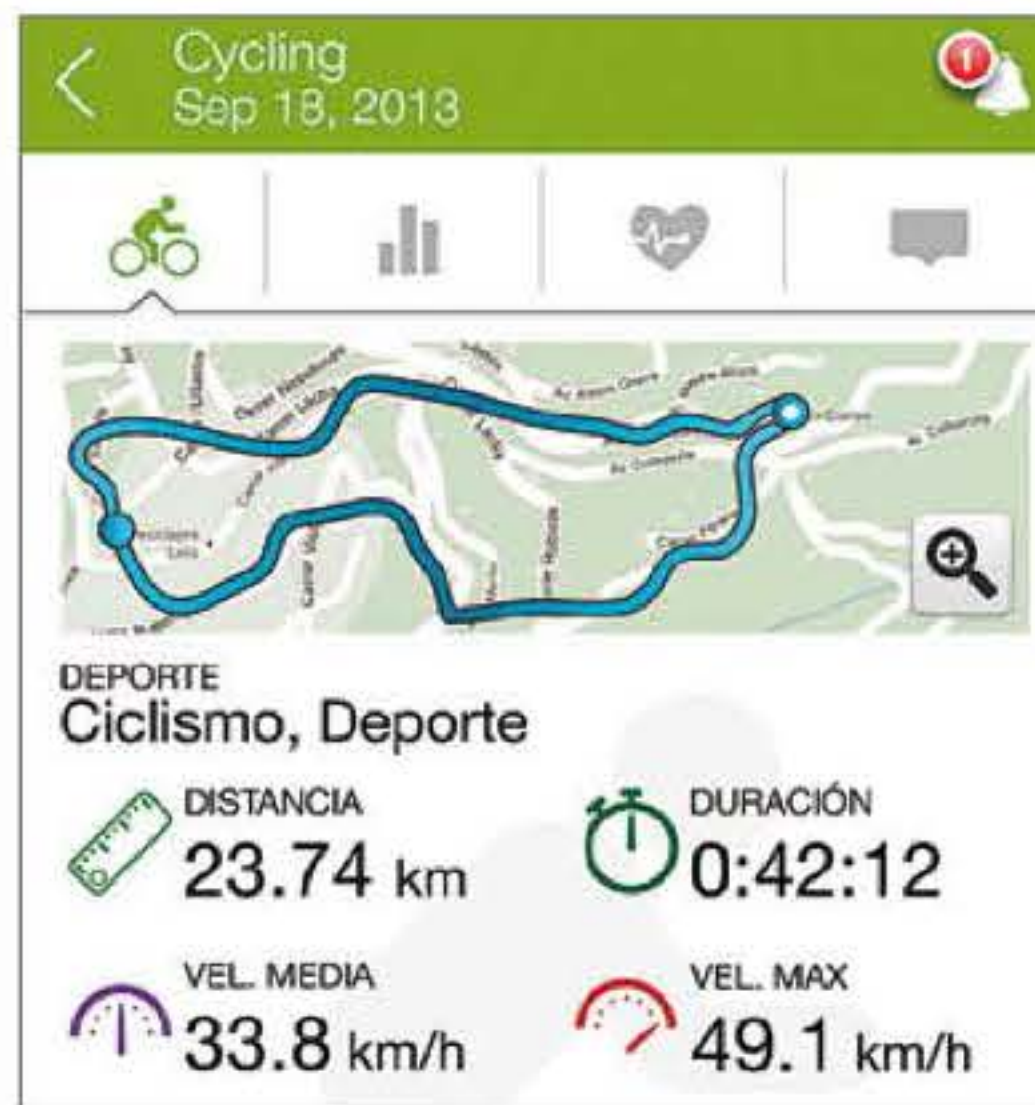 Cycling
1
Sep 18, 2013
DEPORTE
Ciclismo, Deporte
DISTANCIA
23.74 km
DURACIÓN
0:42:12
VEL. MEDIA
33.8 km/h
VEL. MAX
49.1 km/h